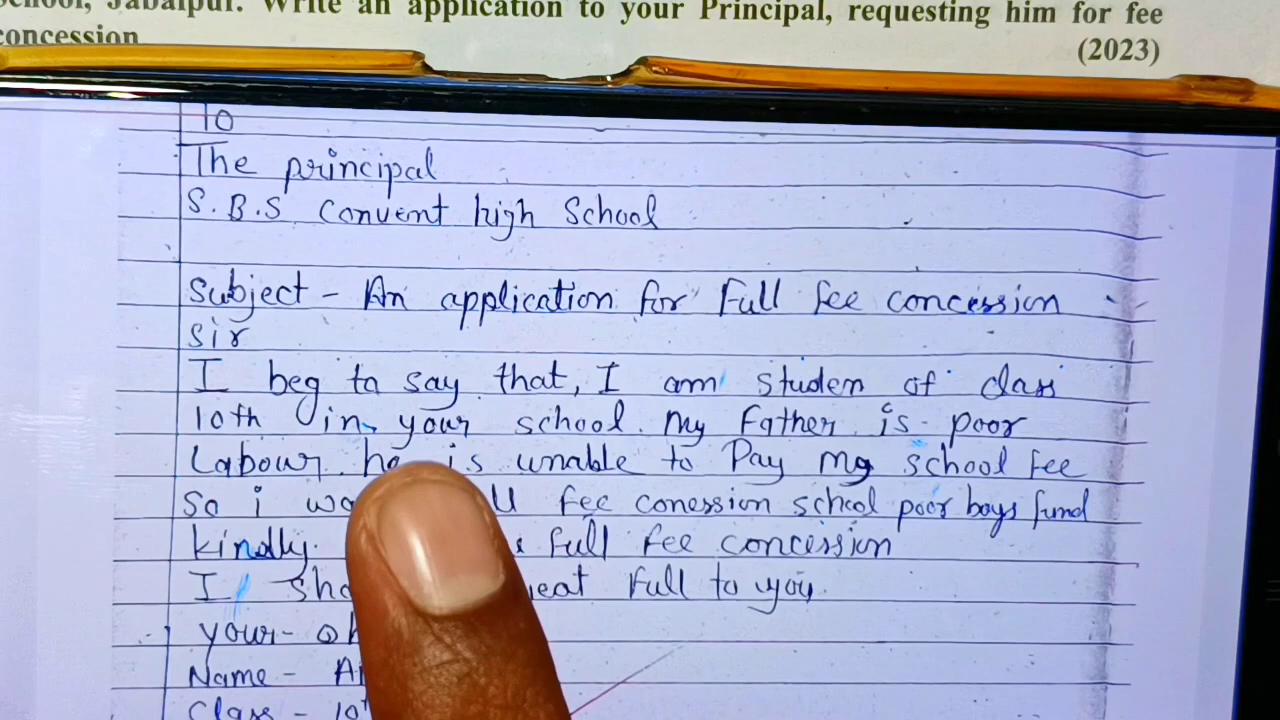 School, Jabalpur. Write an application to your Principal, requesting him for fee
concession
(2023)
To
The principal
S.B.S. Convent high School
Subject - An application for Full fee concession
Sir
I beg to say that, I am studen of class
10th in your school. My Father is poor
Labour he is unable to Pay my school fee
So i fee conession school poor boys fund
kindly. full fee concession
I full to you.
your-
Name -
Class - 10